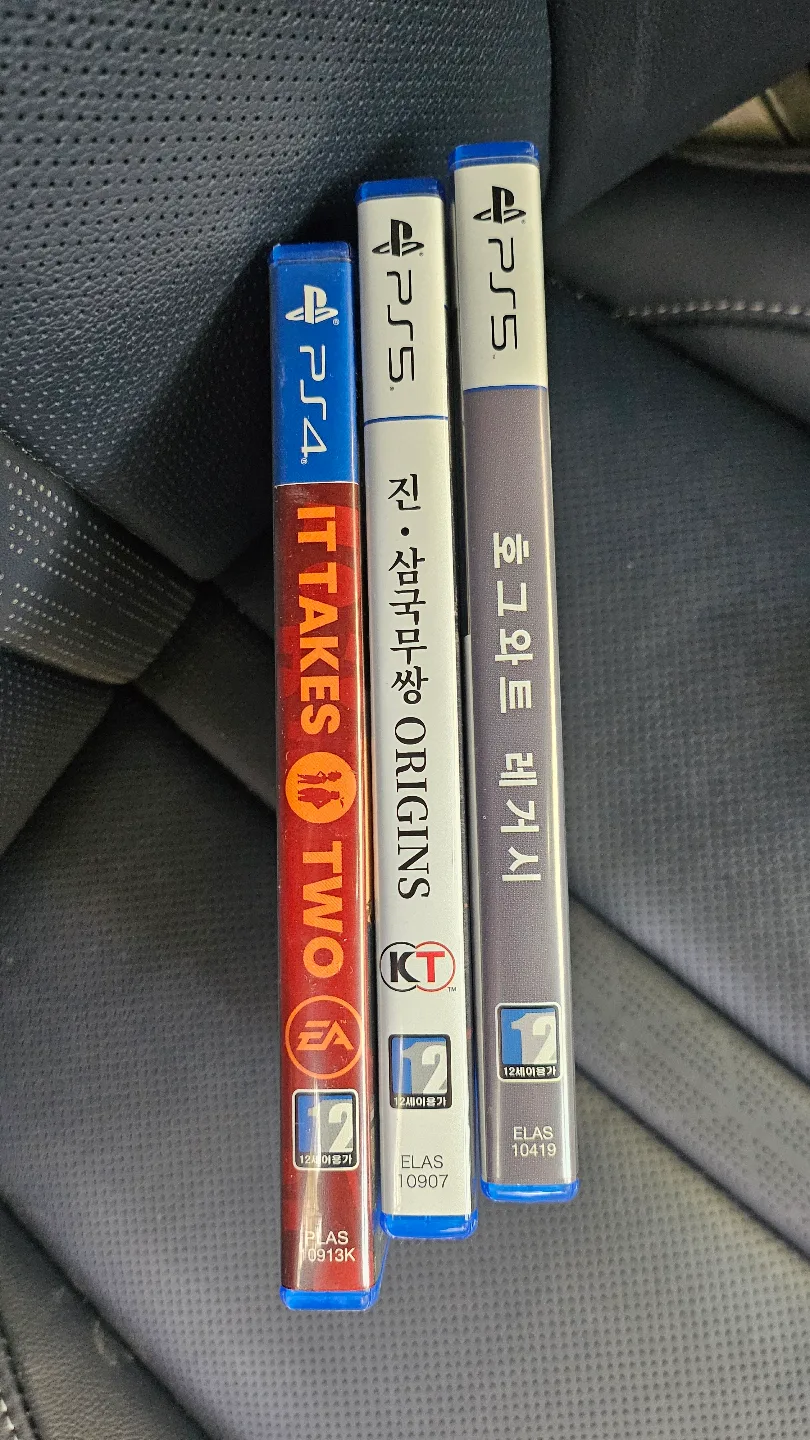 PS4
IT TAKES TWO
EA
12
12세이용가
PLAS
10913K
PS5
진·삼국무쌍 ORIGINS
KT
TM
12
12세이용가
ELAS
10907
PS5
호그와트 레거시
12
12세이용가
ELAS
10419